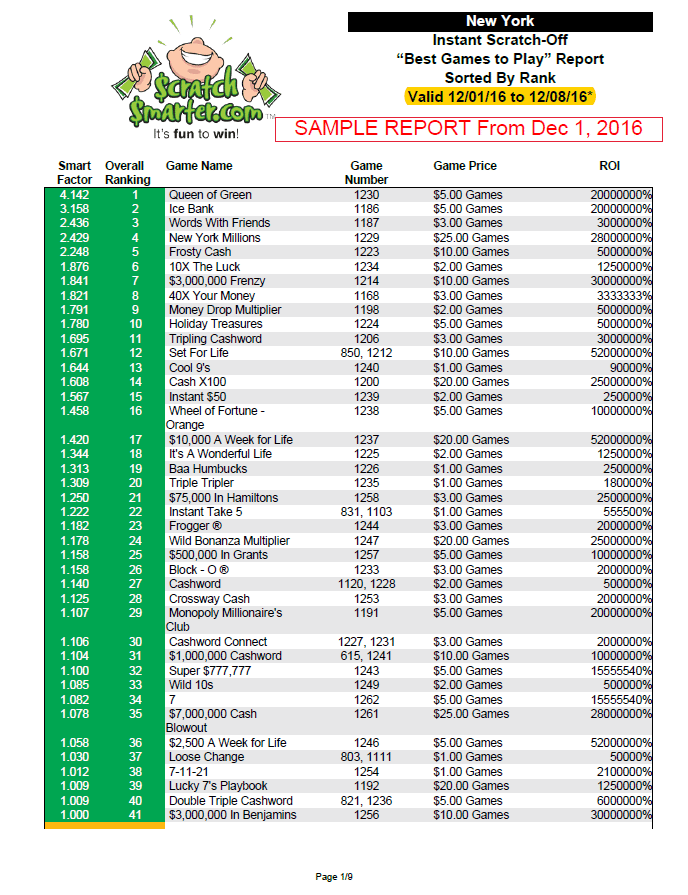 New York
Instant Scratch-Off
“Best Games to Play” Report
Sorted By Rank
Valid 12/01/16 to 12/08/16*
Scratch
$marter.com TM
It's fun to win!
SAMPLE REPORT From Dec 1, 2016
Smart Overall Game Name Game Game Price ROI
Factor Ranking Number
4.142 1 Queen of Green 1230 $5.00 Games 20000000%
3.158 2 Ice Bank 1186 $5.00 Games 20000000%
2.436 3 Words With Friends 1187 $3.00 Games 3000000%
2.429 4 New York Millions 1229 $25.00 Games 28000000%
2.248 5 Frosty Cash 1223 $10.00 Games 5000000%
1.876 6 10X The Luck 1234 $2.00 Games 1250000%
1.841 7 $3,000,000 Frenzy 1214 $10.00 Games 30000000%
1.821 8 40X Your Money 1168 $3.00 Games 3333333%
1.791 9 Money Drop Multiplier 1198 $2.00 Games 5000000%
1.780 10 Holiday Treasures 1224 $5.00 Games 5000000%
1.695 11 Tripling Cashword 1206 $3.00 Games 3000000%
1.671 12 Set For Life 850, 1212 $10.00 Games 52000000%
1.644 13 Cool 9's 1240 $1.00 Games 90000%
1.608 14 Cash X100 1200 $20.00 Games 25000000%
1.567 15 Instant $50 1239 $2.00 Games 250000%
1.458 16 Wheel of Fortune - 1238 $5.00 Games 10000000%
Orange
1.420 17 $10,000 A Week for Life 1237 $20.00 Games 52000000%
1.344 18 It's A Wonderful Life 1225 $2.00 Games 1250000%
1.313 19 Baa Humbucks 1226 $1.00 Games 250000%
1.309 20 Triple Tripler 1235 $1.00 Games 180000%
1.250 21 $75,000 In Hamiltons 1258 $3.00 Games 2500000%
1.222 22 Instant Take 5 831, 1103 $1.00 Games 555500%
1.182 23 Frogger ® 1244 $3.00 Games 2000000%
1.178 24 Wild Bonanza Multiplier 1247 $20.00 Games 25000000%
1.158 25 $500,000 In Grants 1257 $5.00 Games 10000000%
1.158 26 Block - O ® 1233 $3.00 Games 2000000%
1.140 27 Cashword 1120, 1228 $2.00 Games 500000%
1.125 28 Crossway Cash 1253 $3.00 Games 2000000%
1.107 29 Monopoly Millionaire's 1191 $5.00 Games 20000000%
Club
1.106 30 Cashword Connect 1227, 1231 $3.00 Games 2000000%
1.104 31 $1,000,000 Cashword 615, 1241 $10.00 Games 10000000%
1.100 32 Super $777,777 1243 $5.00 Games 15555540%
1.085 33 Wild 10s 1249 $2.00 Games 500000%
1.082 34 7 1262 $5.00 Games 15555540%
1.078 35 $7,000,000 Cash 1261 $25.00 Games 28000000%
Blowout
1.058 36 $2,500 A Week for Life 1246 $5.00 Games 52000000%
1.030 37 Loose Change 803, 1111 $1.00 Games 50000%
1.012 38 7-11-21 1254 $1.00 Games 2100000%
1.009 39 Lucky 7's Playbook 1192 $20.00 Games 1250000%
1.009 40 Double Triple Cashword 821, 1236 $5.00 Games 6000000%
1.000 41 $3,000,000 In Benjamins 1256 $10.00 Games 30000000%
Page 1/9